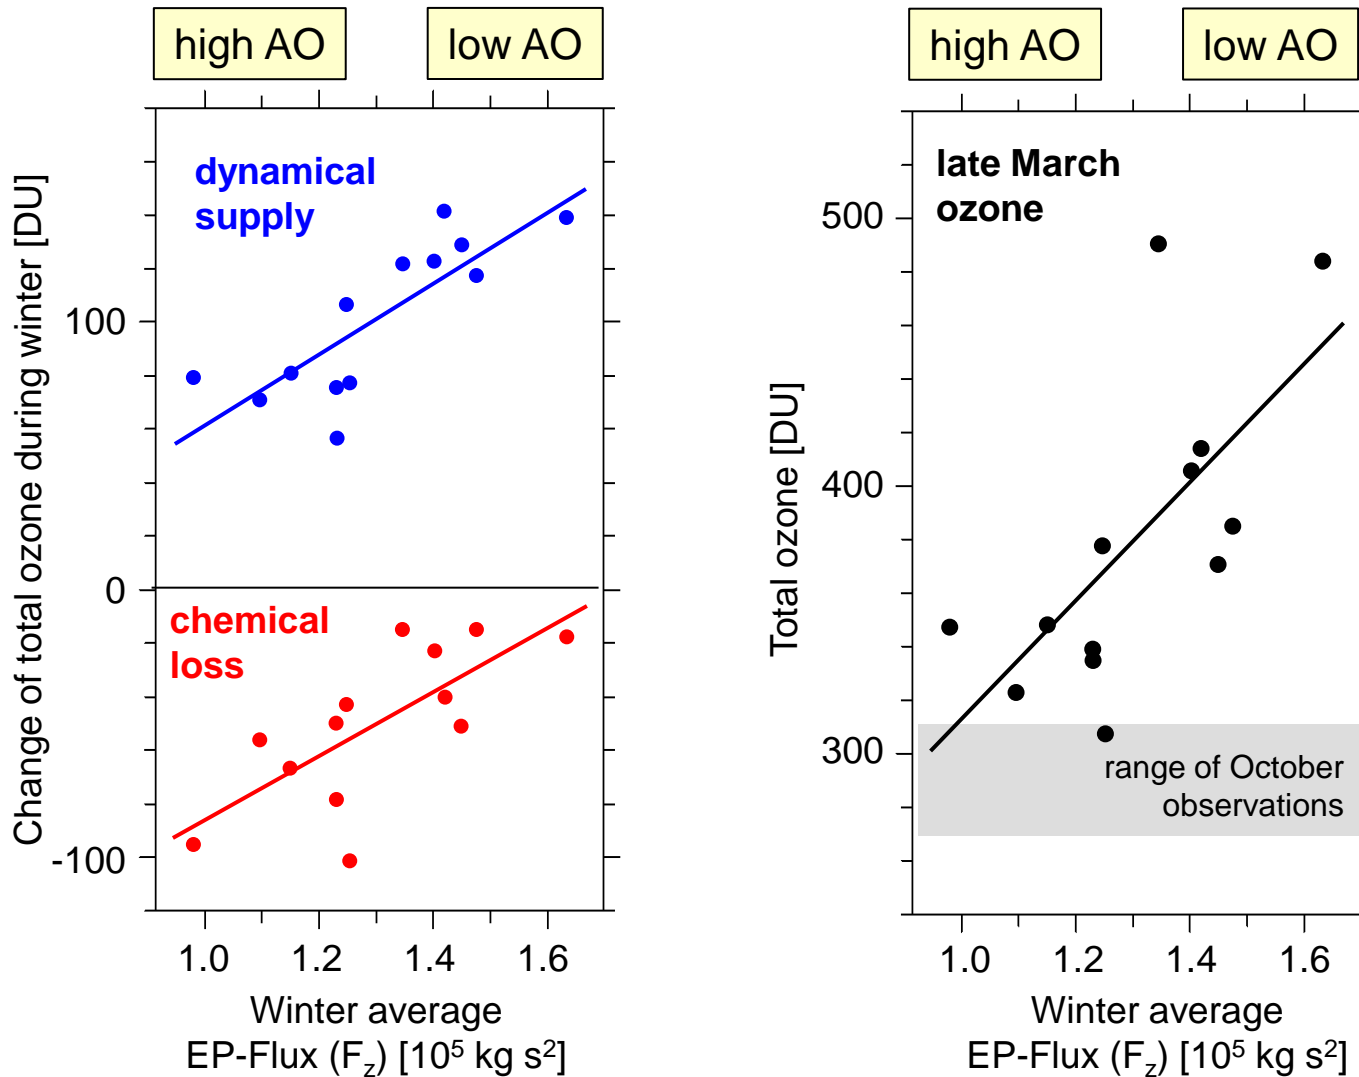 high AO
low AO
dynamical
supply
100
0
-100
chemical
loss
Change of total ozone during winter [DU]
1.0
1.2
1.4
1.6
Winter average
EP-Flux (F_z) [10⁵ kg s²]
high AO
low AO
late March
ozone
500
400
300
Total ozone [DU]
range of October
observations
1.0
1.2
1.4
1.6
Winter average
EP-Flux (F_z) [10⁵ kg s²]